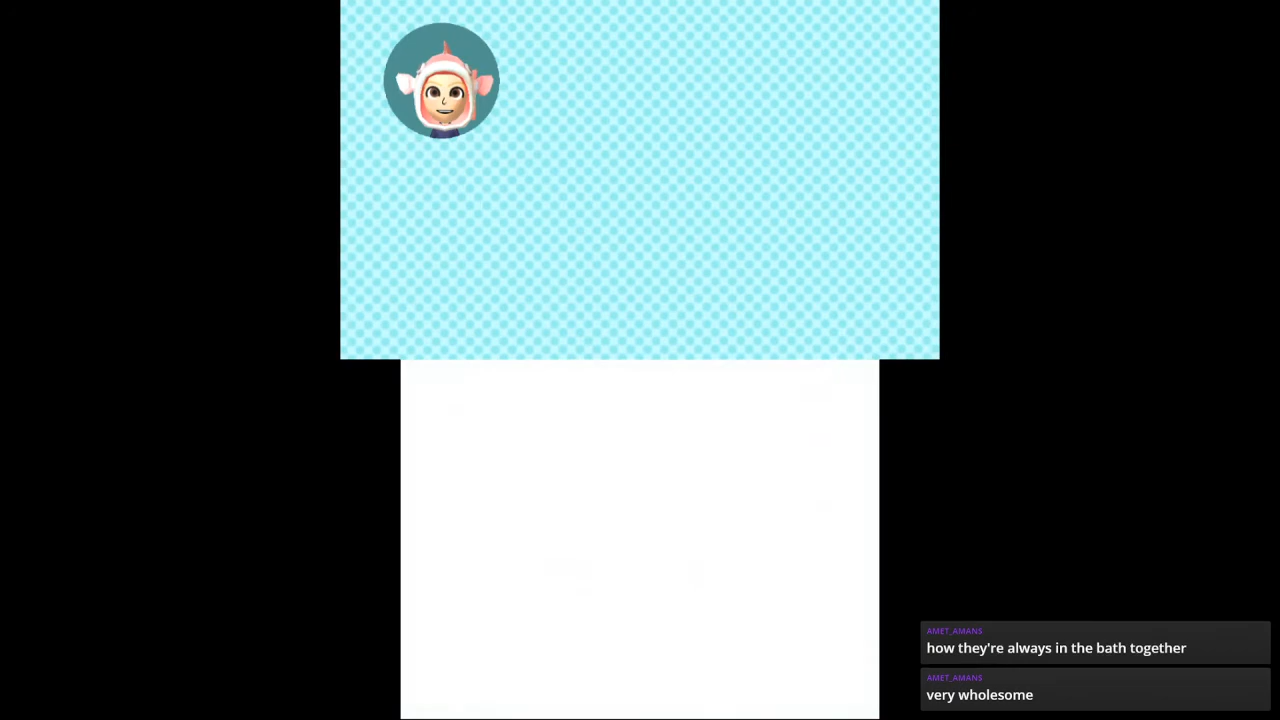 AMET_AMANS
how they're always in the bath together
AMET_AMANS
very wholesome